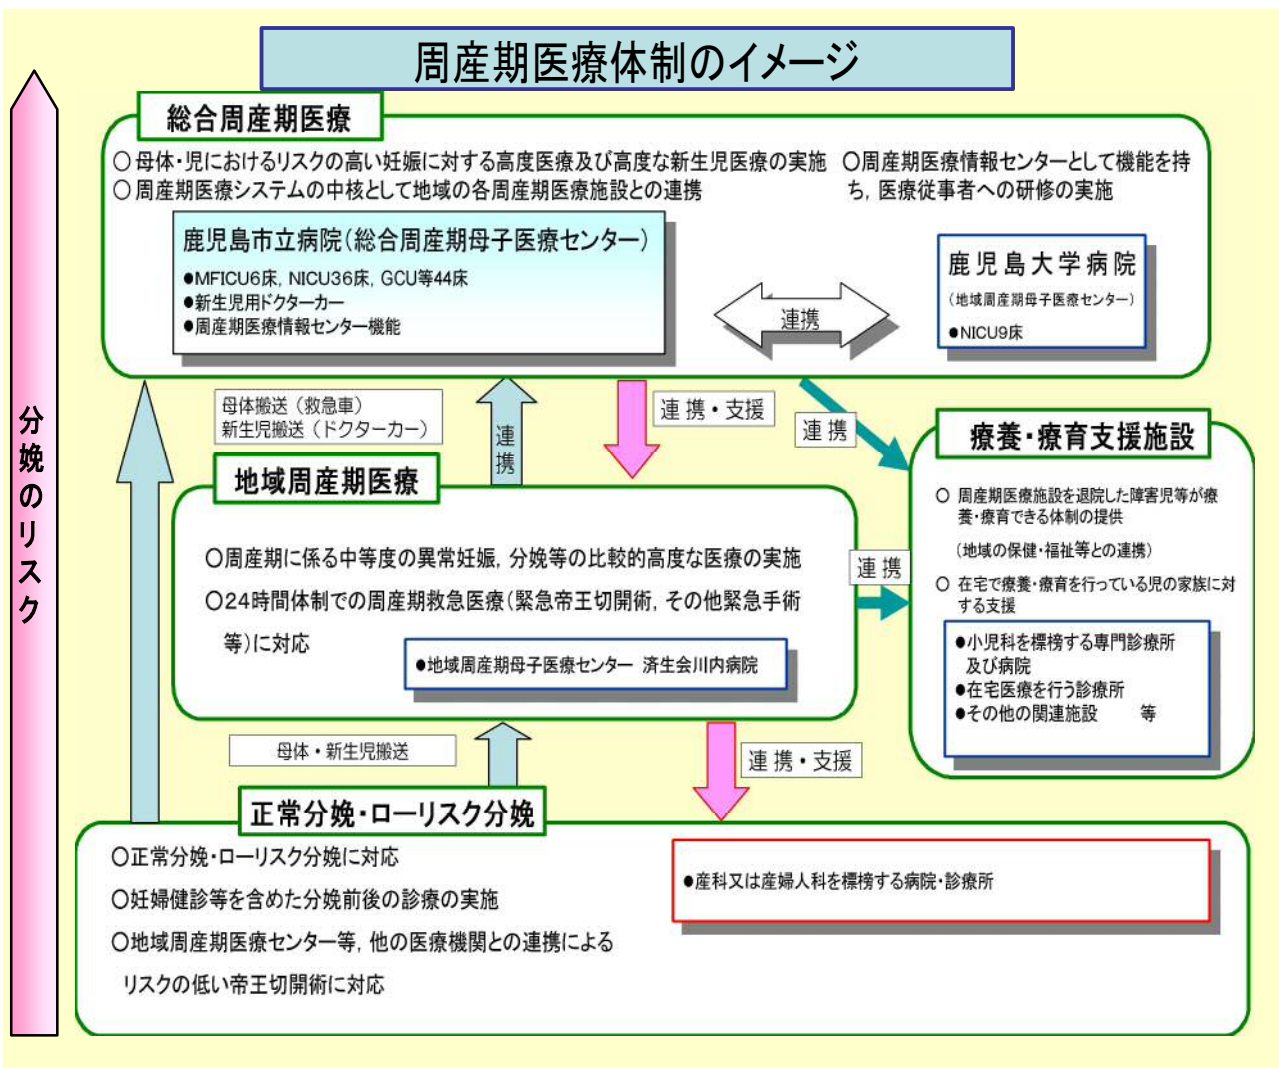 周産期医療体制のイメージ
分娩のリスク
総合周産期医療
〇母体・児におけるリスクの高い妊娠に対する高度医療及び高度な新生児医療の実施
〇周産期医療システムの中核として地域の各周産期医療施設との連携
〇周産期医療情報センターとして機能を持
ち，医療従事者への研修の実施
鹿児島市立病院(総合周産期母子医療センター)
●MFICU6床，NICU36床，GCU等44床
●新生児用ドクターカー
●周産期医療情報センター機能
連携
鹿児島大学病院
(地域周産期母子医療センター)
●NICU9床
母体搬送（救急車）
新生児搬送（ドクターカー）
連携
連携・支援
連携
地域周産期医療
〇周産期に係る中等度の異常妊娠，分娩等の比較的高度な医療の実施
〇24時間体制での周産期救急医療(緊急帝王切開術，その他緊急手術
等)に対応
●地域周産期母子医療センター 済生会川内病院
連携
療養・療育支援施設
〇 周産期医療施設を退院した障害児等が療
養・療育できる体制の提供
(地域の保健・福祉等との連携)
〇 在宅で療養・療育を行っている児の家族に対
する支援
●小児科を標榜する専門診療所
及び病院
●在宅医療を行う診療所
●その他の関連施設 等
母体・新生児搬送
連携・支援
正常分娩・ローリスク分娩
〇正常分娩・ローリスク分娩に対応
〇妊婦健診等を含めた分娩前後の診療の実施
〇地域周産期医療センター等，他の医療機関との連携による
リスクの低い帝王切開術に対応
●産科又は産婦人科を標榜する病院・診療所